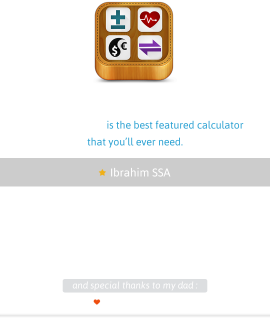 is the best featured calculator
that you'll ever need.
Ibrahim SSA
and special thanks to my dad